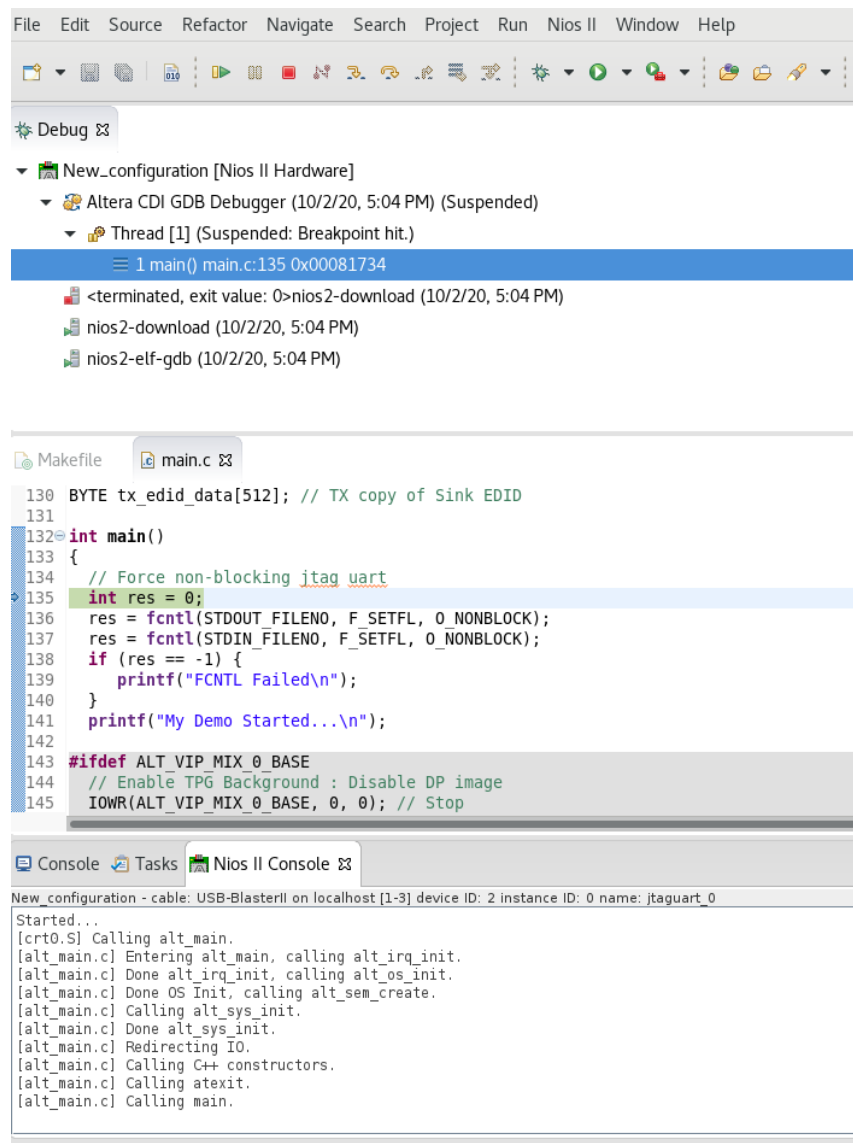 File Edit Source Refactor Navigate Search Project Run Nios II Window Help
Debug
New_configuration [Nios II Hardware]
Altera CDI GDB Debugger (10/2/20, 5:04 PM) (Suspended)
Thread [1] (Suspended: Breakpoint hit.)
1 main() main.c:135 0x00081734
<terminated, exit value: 0>nios2-download (10/2/20, 5:04 PM)
nios2-download (10/2/20, 5:04 PM)
nios2-elf-gdb (10/2/20, 5:04 PM)
Makefile main.c
130 BYTE tx_edid_data[512]; // TX copy of Sink EDID
131
132 int main()
133 {
134 // Force non-blocking jtag uart
135 int res = 0;
136 res = fcntl(STDOUT_FILENO, F_SETFL, O_NONBLOCK);
137 res = fcntl(STDIN_FILENO, F_SETFL, O_NONBLOCK);
138 if (res == -1) {
139 printf("FCNTL Failed\n");
140 }
141 printf("My Demo Started...\n");
142
143 #ifdef ALT_VIP_MIX_0_BASE
144 // Enable TPG Background : Disable DP image
145 IOWR(ALT_VIP_MIX_0_BASE, 0, 0); // Stop
Console Tasks Nios II Console
New_configuration - cable: USB-BlasterII on localhost [1-3] device ID: 2 instance ID: 0 name: jtaguart_0
Started...
[crt0.S] Calling alt_main.
[alt_main.c] Entering alt_main, calling alt_irq_init.
[alt_main.c] Done alt_irq_init, calling alt_os_init.
[alt_main.c] Done OS Init, calling alt_sem_create.
[alt_main.c] Calling alt_sys_init.
[alt_main.c] Done alt_sys_init.
[alt_main.c] Redirecting IO.
[alt_main.c] Calling C++ constructors.
[alt_main.c] Calling atexit.
[alt_main.c] Calling main.